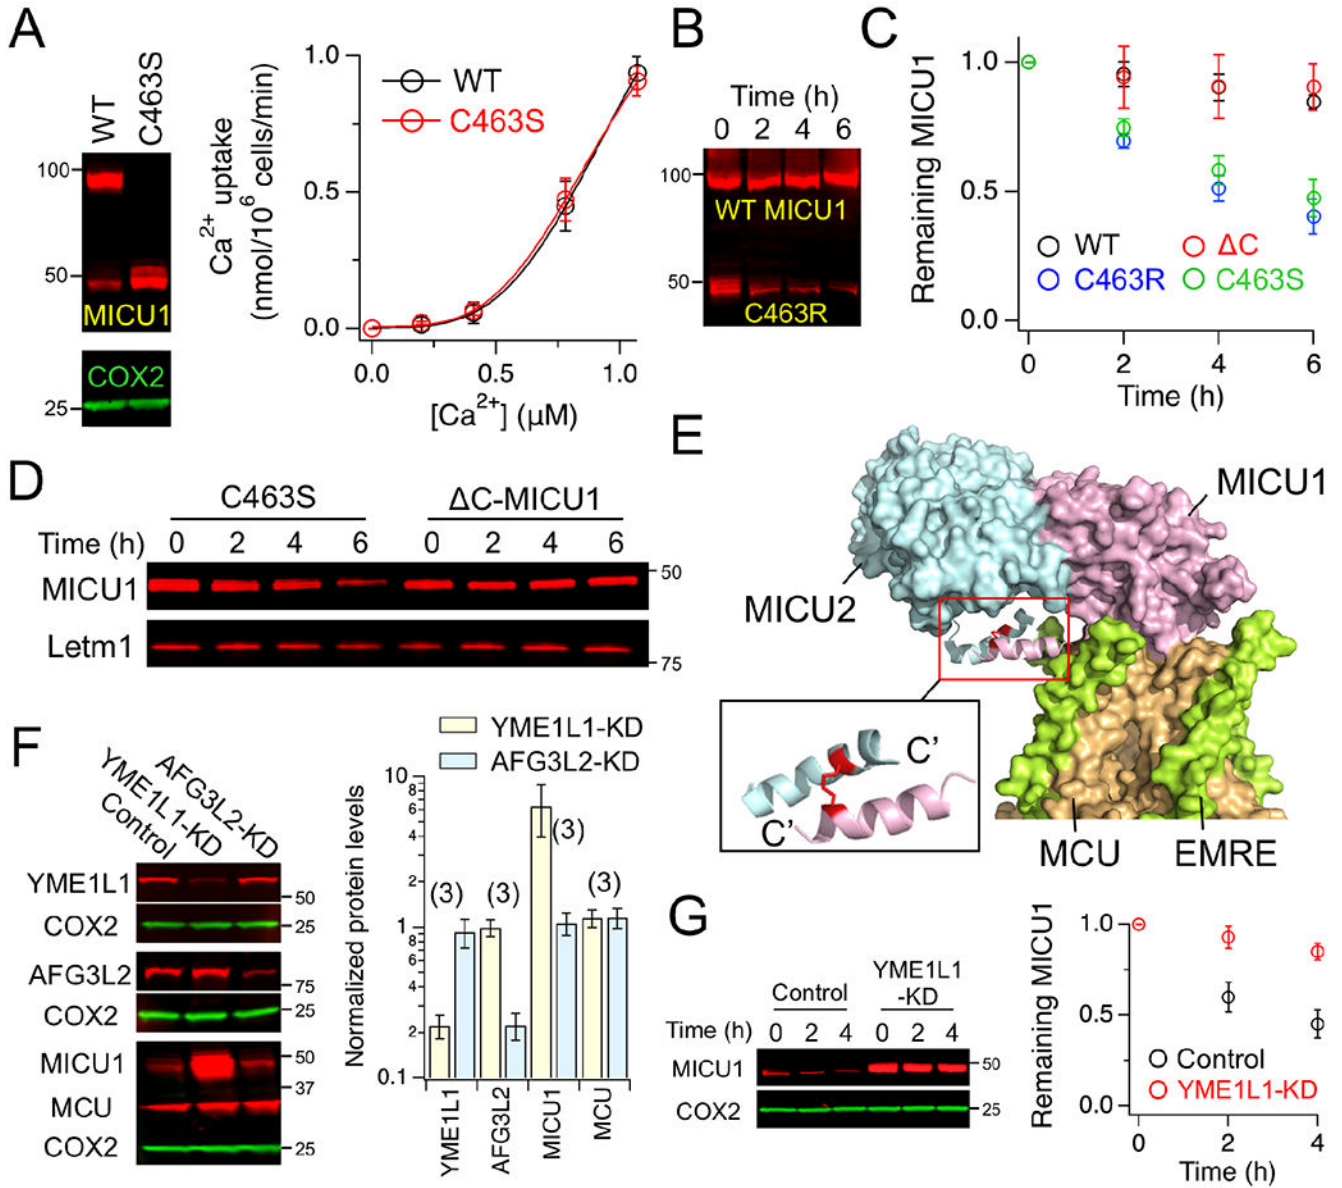 A
WT
C463S
100
50
MICU1
COX2
25
Ca2+ uptake
(nmol/10^6 cells/min)
1.0
0.5
0.0
WT
C463S
0.0 0.5 1.0
[Ca2+] (µM)
B
Time (h)
0 2 4 6
100
WT MICU1
50
C463R
C
Remaining MICU1
1.0
0.5
0.0
WT ΔC
C463R C463S
0 2 4 6
Time (h)
D
C463S ΔC-MICU1
Time (h) 0 2 4 6 0 2 4 6
MICU1 50
Letm1 75
E
MICU1
MICU2
C'
C'
MCU EMRE
F
Control
YME1L1-KD
AFG3L2-KD
YME1L1 50
COX2 25
AFG3L2 75
COX2 25
MICU1 50
37
MCU
COX2 25
YME1L1-KD
AFG3L2-KD
Normalized protein levels
10
8
6
4
2
1
8
6
4
2
0.1
(3) (3) (3) (3)
YME1L1
AFG3L2
MICU1
MCU
G
Control YME1L1
-KD
Time (h) 0 2 4 0 2 4
MICU1 50
COX2 25
Remaining MICU1
1.0
0.5
0.0
Control
YME1L1-KD
0 2 4
Time (h)